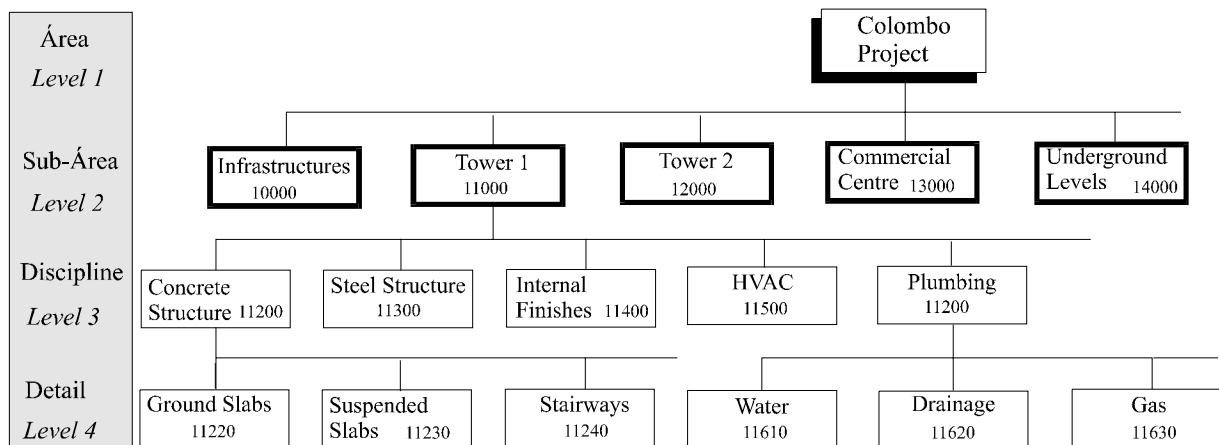 Área
Level 1
Colombo
Project
Sub-Área
Level 2
Infrastructures
10000
Tower 1
11000
Tower 2
12000
Commercial
Centre 13000
Underground
Levels 14000
Discipline
Level 3
Concrete
Structure 11200
Steel Structure
11300
Internal
Finishes 11400
HVAC
11500
Plumbing
11200
Detail
Level 4
Ground Slabs
11220
Suspended
Slabs 11230
Stairways
11240
Water
11610
Drainage
11620
Gas
11630